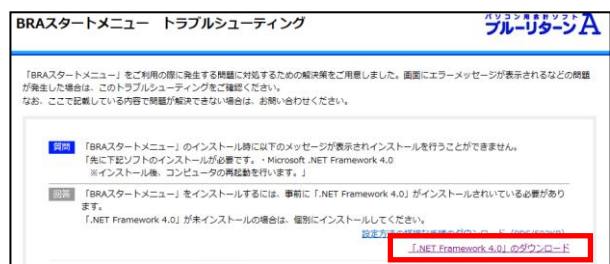 BRAスタートメニュー　トラブルシューティング
パソコン用会計ソフト
ブルーリターンA
「BRAスタートメニュー」をご利用の際に発生する問題に対処するための解決策をご用意しました。画面にエラーメッセージが表示されるなどの問題
が発生した場合は、このトラブルシューティングをご確認ください。
なお、ここで記載している内容で問題が解決できない場合は、お問い合わせください。
質問　「BRAスタートメニュー」のインストール時に以下のメッセージが表示されインストールを行うことができません。
「先に下記ソフトのインストールが必要です。・Microsoft .NET Framework 4.0
※インストール後、コンピュータの再起動を行います。」
回答　「BRAスタートメニュー」をインストールするには、事前に「.NET Framework 4.0」がインストールされいている必要があり
ます。
「.NET Framework 4.0」が未インストールの場合は、個別にインストールしてください。
「.NET Framework 4.0」のダウンロード